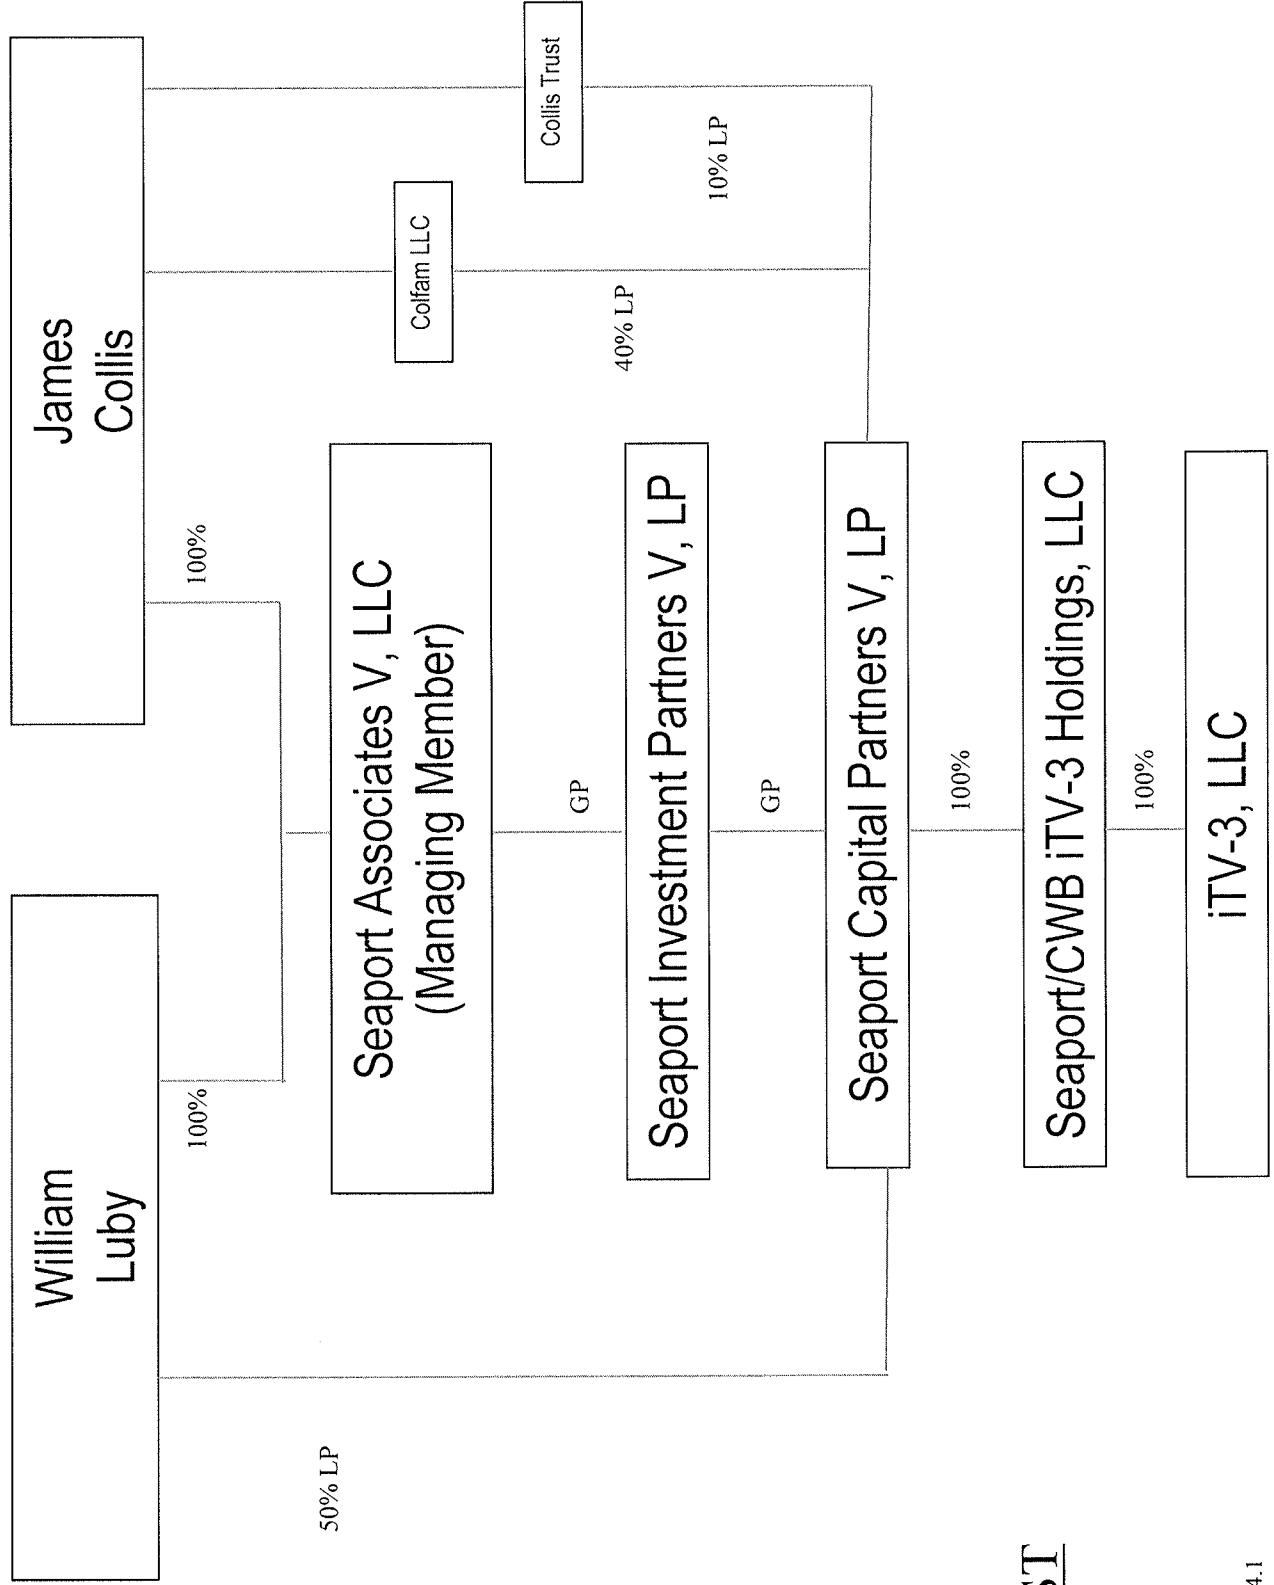 William
Luby
James
Collis
100%
100%
50% LP
Seaport Associates V, LLC
(Managing Member)
Colfam LLC
Collis Trust
GP
40% LP
10% LP
Seaport Investment Partners V, LP
GP
Seaport Capital Partners V, LP
100%
Seaport/CWB iTV-3 Holdings, LLC
100%
iTV-3, LLC